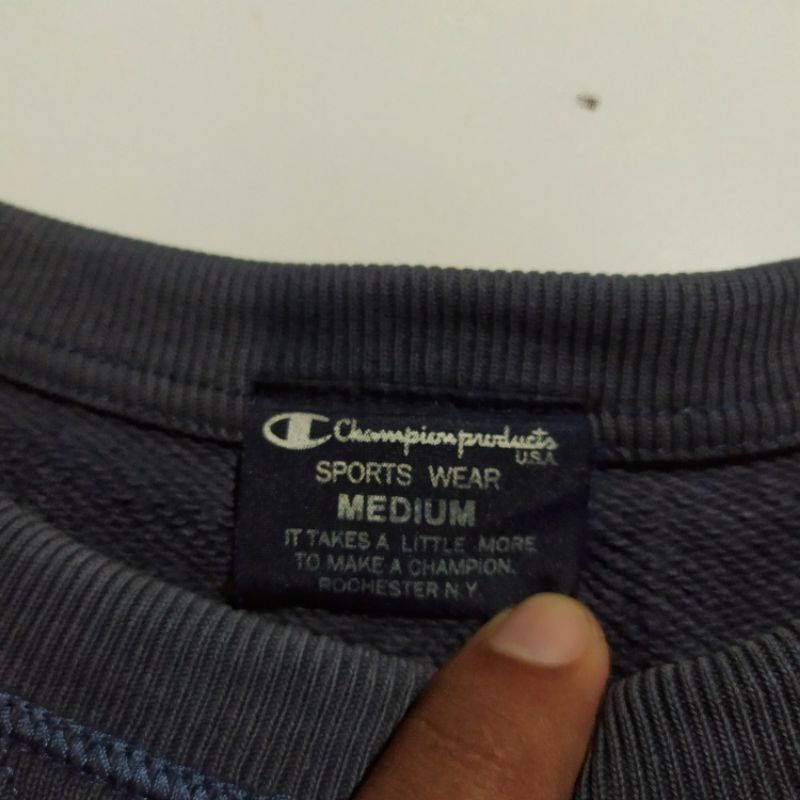 Champion products
U.S.A.
SPORTS WEAR
MEDIUM
IT TAKES A LITTLE MORE
TO MAKE A CHAMPION.
ROCHESTER N.Y.